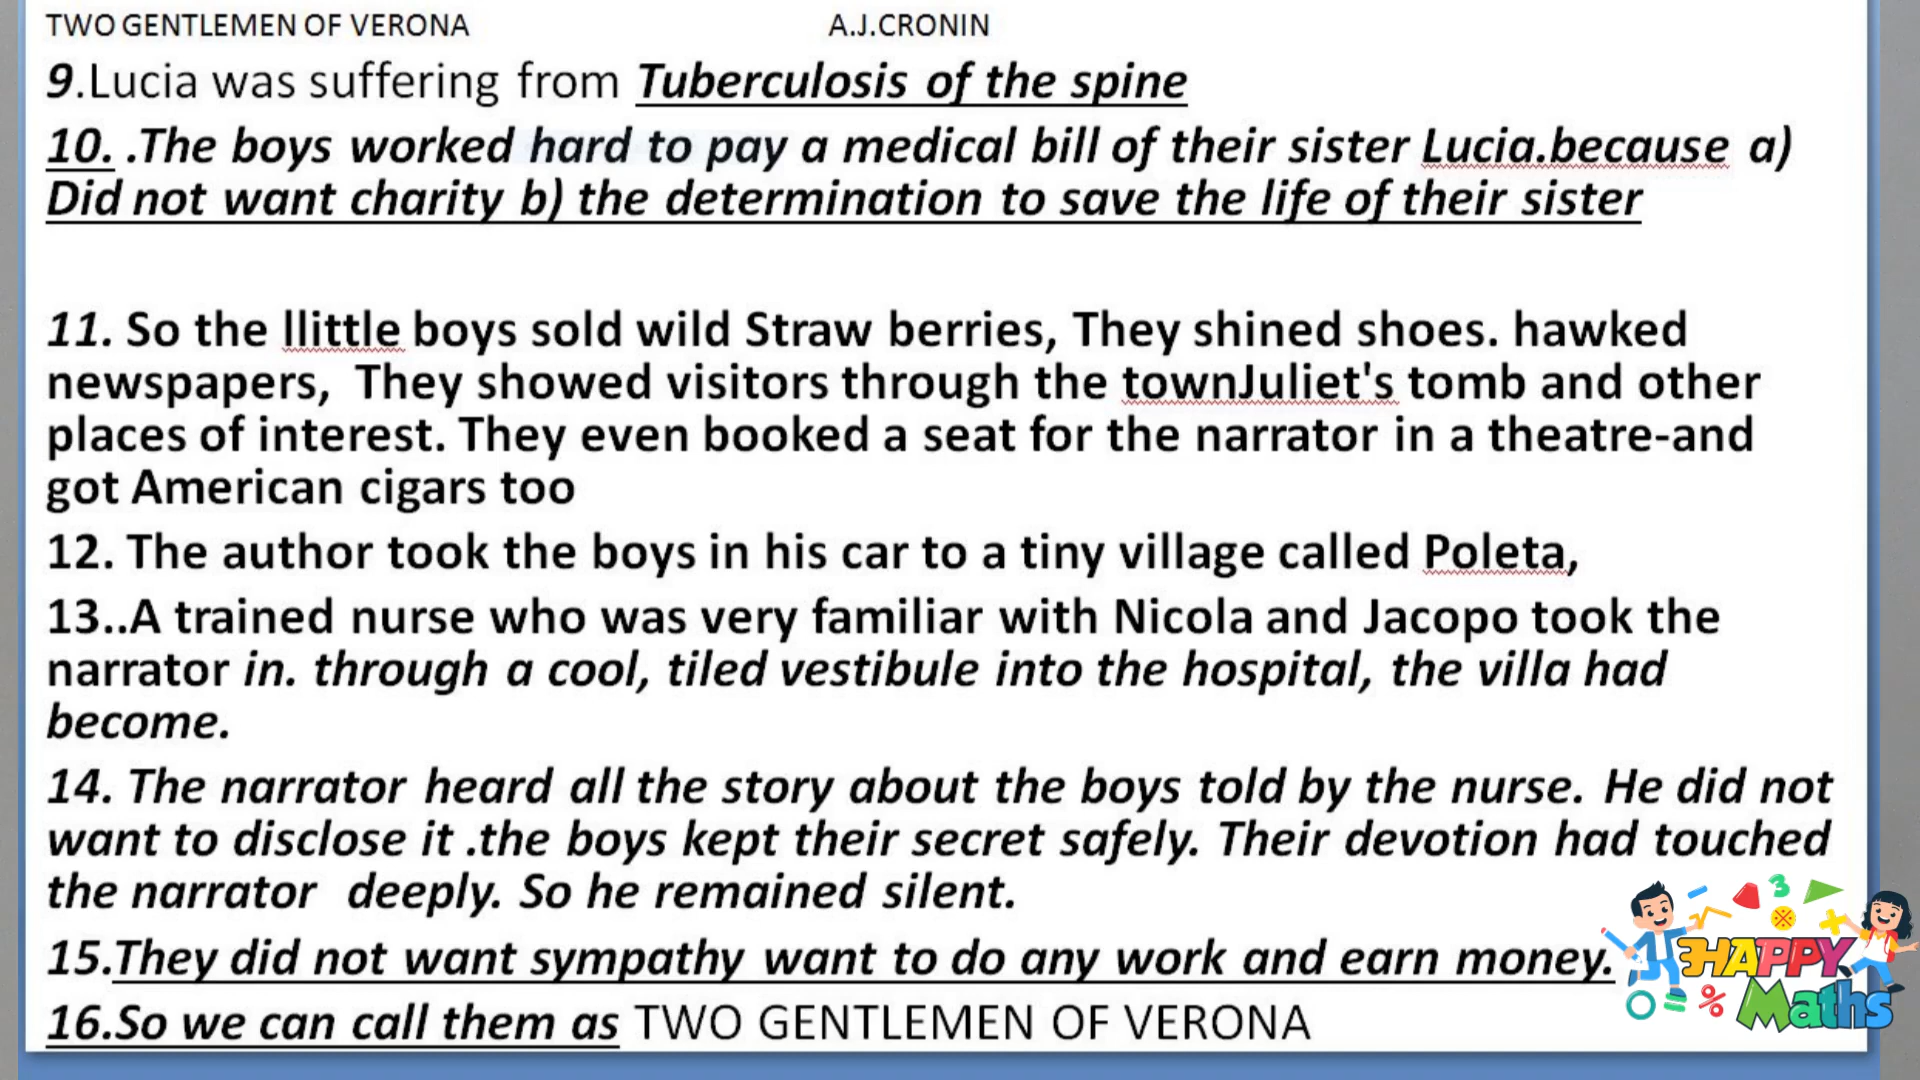 TWO GENTLEMEN OF VERONA A.J.CRONIN
9.Lucia was suffering from Tuberculosis of the spine
10. .The boys worked hard to pay a medical bill of their sister Lucia.because a)
Did not want charity b) the determination to save the life of their sister
11. So the llittle boys sold wild Straw berries, They shined shoes. hawked
newspapers, They showed visitors through the townJuliet's tomb and other
places of interest. They even booked a seat for the narrator in a theatre-and
got American cigars too
12. The author took the boys in his car to a tiny village called Poleta,
13..A trained nurse who was very familiar with Nicola and Jacopo took the
narrator in. through a cool, tiled vestibule into the hospital, the villa had
become.
14. The narrator heard all the story about the boys told by the nurse. He did not
want to disclose it .the boys kept their secret safely. Their devotion had touched
the narrator deeply. So he remained silent.
15.They did not want sympathy want to do any work and earn money.
16.So we can call them as TWO GENTLEMEN OF VERONA
3
HAPPY
Maths